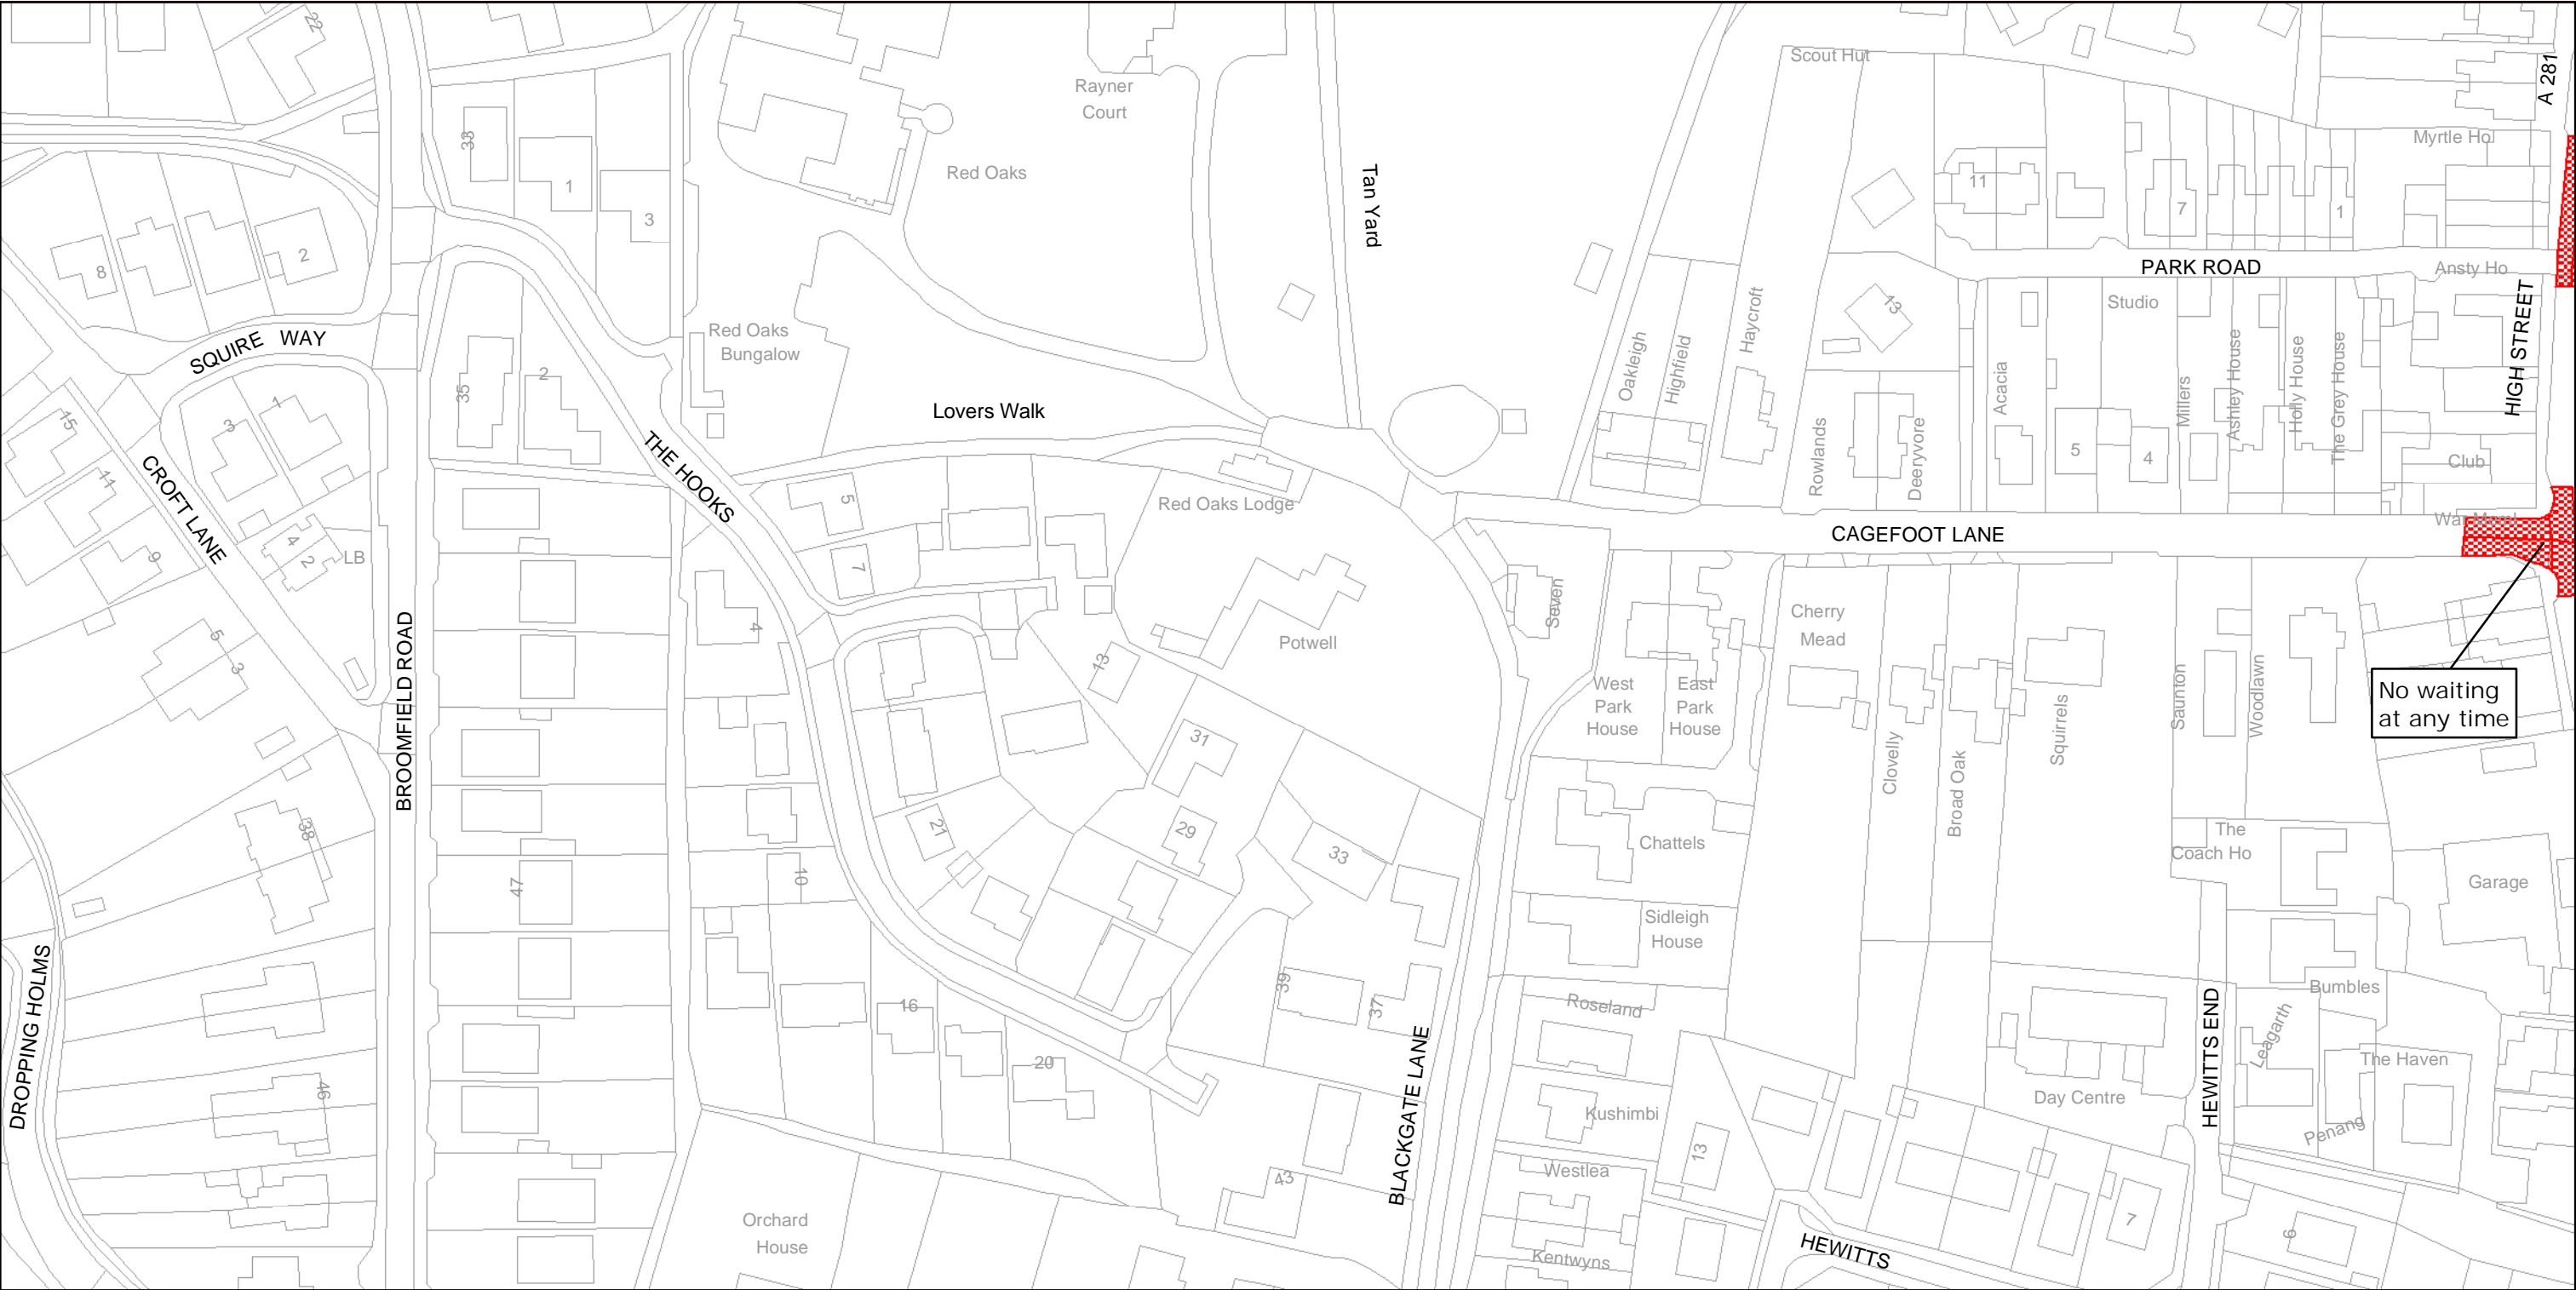 22
Scout Hut
A 281
Rayner
Court
33
Myrtle Ho
Red Oaks
1
3
11
7
1
Tan Yard
8
2
PARK ROAD
Ansty Ho
Studio
13
SQUIRE WAY
Red Oaks
Bungalow
Oakleigh
Highfield
Haycroft
HIGH STREET
35
2
Acacia
Millers
Ashley House
Holly House
The Grey House
15
3
1
Lovers Walk
Rowlands
Deeryvore
5
4
Club
11
CROFT LANE
THE HOOKS
5
Red Oaks Lodge
CAGEFOOT LANE
War Meml
9
4
2
LB
7
Seven
Cherry
Mead
5
3
4
Potwell
13
BROOMFIELD ROAD
West
Park
House
East
Park
House
Clovelly
Broad Oak
Squirrels
Saunton
Woodlawn
No waiting
at any time
31
38
21
29
33
Chattels
The
Coach Ho
47
10
Garage
Sidleigh
House
DROPPING HOLMS
39
37
16
Roseland
Bumbles
HEWITTS END
Leagarth
The Haven
46
20
BLACKGATE LANE
Kushimbi
Day Centre
Penang
13
43
Westlea
Orchard
House
7
6
Kentwyns
HEWITTS